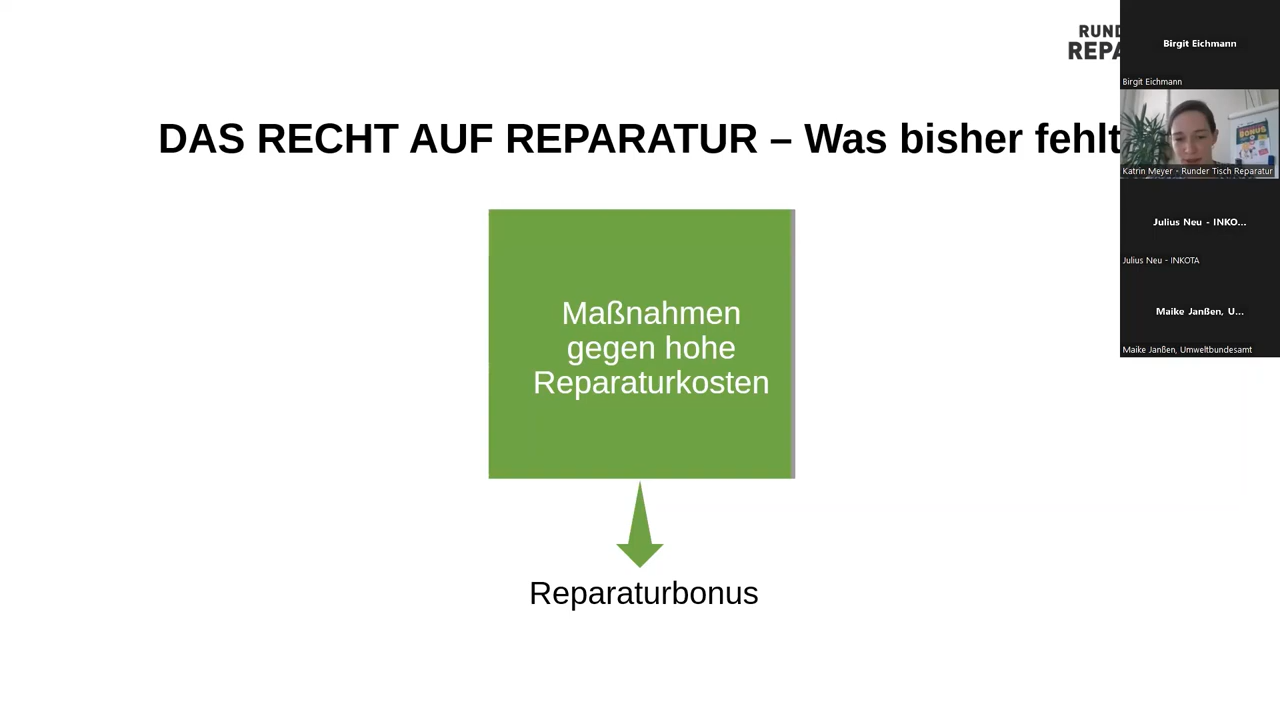 RUND
REPA
DAS RECHT AUF REPARATUR – Was bisher fehlt
Maßnahmen
gegen hohe
Reparaturkosten
Reparaturbonus
Birgit Eichmann
Birgit Eichmann
BONUS
Katrin Meyer - Runder Tisch Reparatur
Julius Neu - INKO...
Julius Neu - INKOTA
Maike Janßen, U...
Maike Janßen, Umweltbundesamt